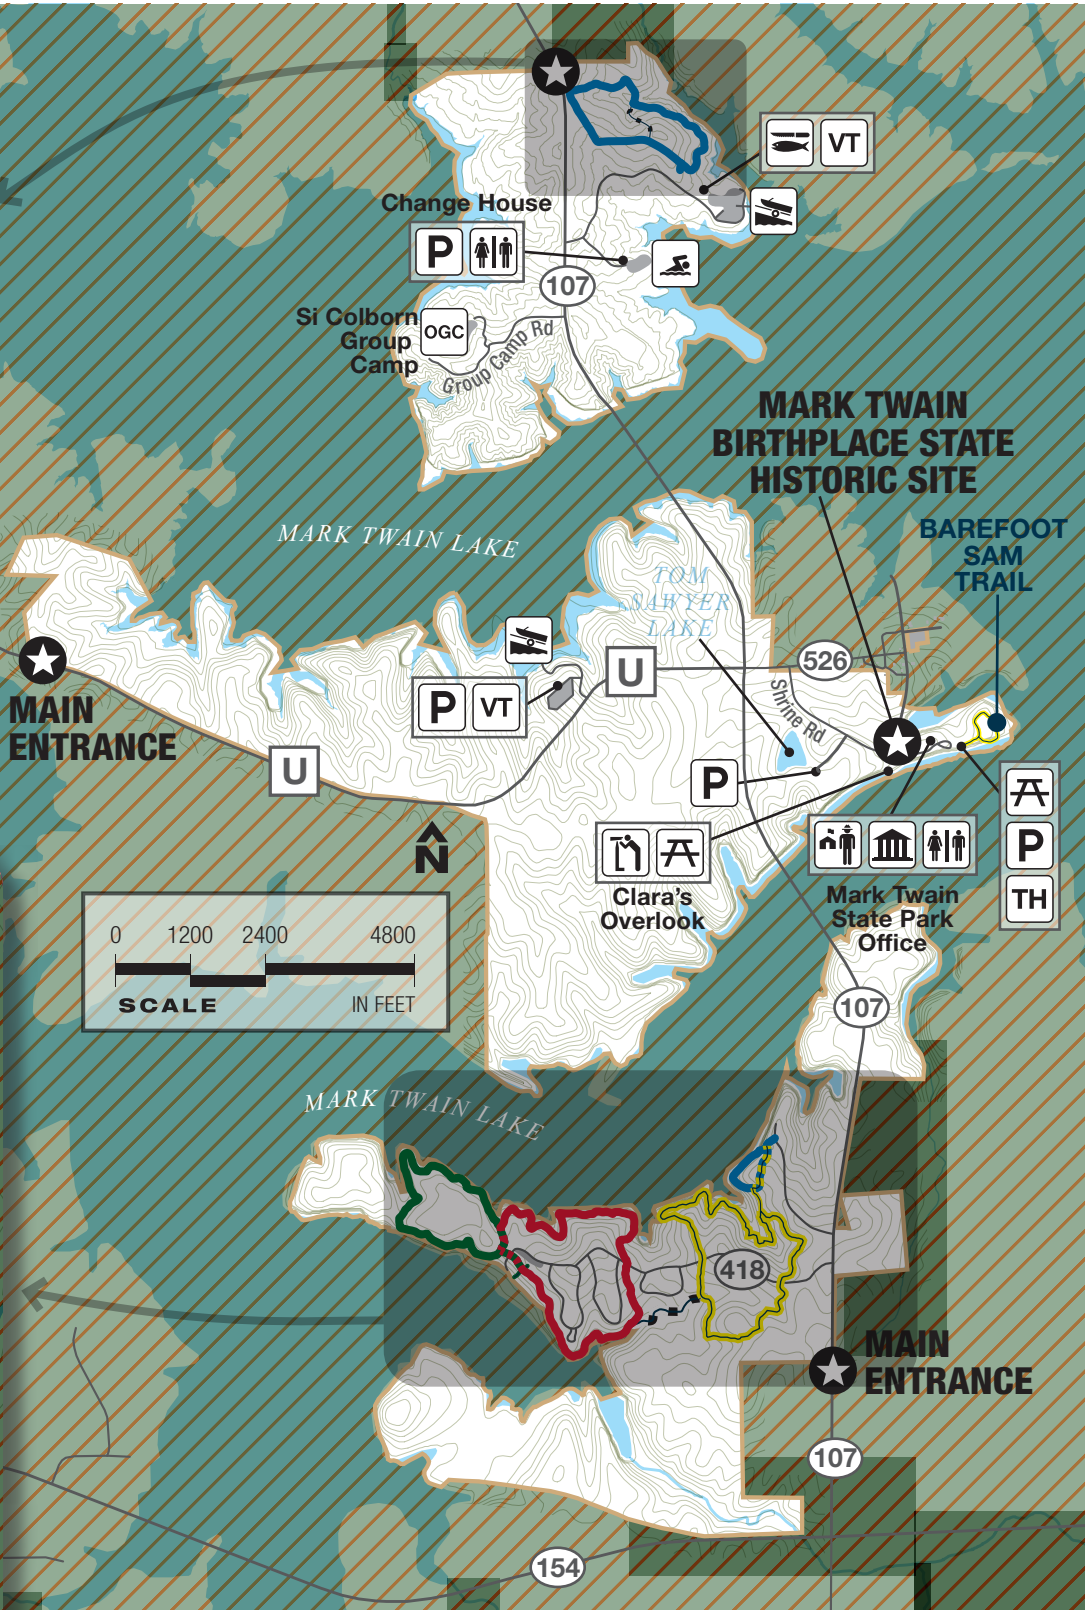 VT
Change House
P
107
Si Colborn
Group
Camp
OGC
Group Camp Rd
MARK TWAIN
BIRTHPLACE STATE
HISTORIC SITE
MARK TWAIN LAKE
BAREFOOT
SAM
TRAIL
TOM
SAWYER
LAKE
526
U
P
VT
Shrine Rd
MAIN
ENTRANCE
U
P
N
P
TH
Clara's
Overlook
Mark Twain
State Park
Office
0 1200 2400 4800
SCALE IN FEET
107
MARK TWAIN LAKE
418
MAIN
ENTRANCE
107
154